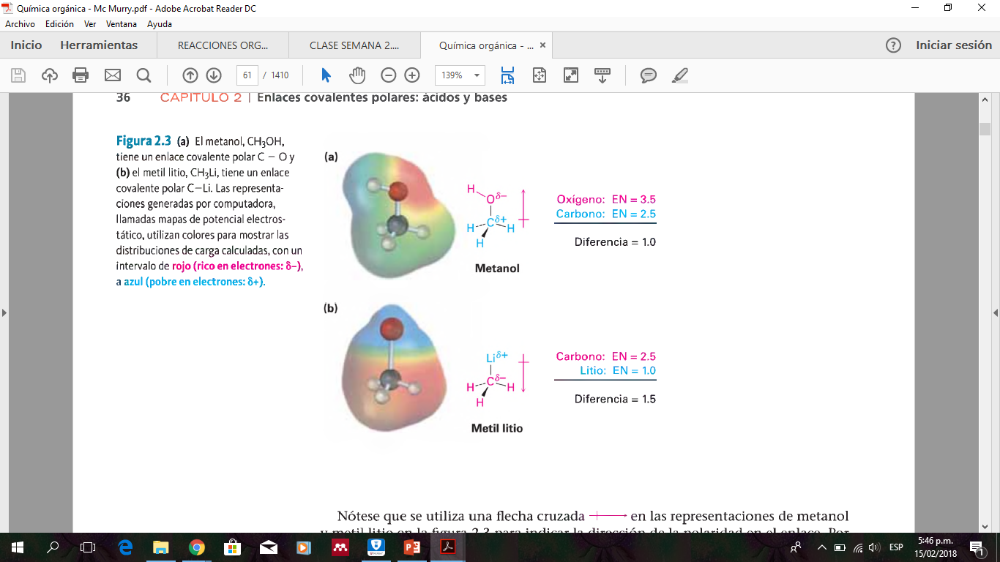 Química orgánica - Mc Murry.pdf - Adobe Acrobat Reader DC
Archivo Edición Ver Ventana Ayuda
Inicio Herramientas REACCIONES ORG... CLASE SEMANA 2.... Química orgánica - ... × ? Iniciar sesión
61 / 1410 139%
36 CAPÍTULO 2 | Enlaces covalentes polares: ácidos y bases
Figura 2.3 (a) El metanol, CH3OH,
tiene un enlace covalente polar C − O y
(b) el metil litio, CH3Li, tiene un enlace
covalente polar C−Li. Las representa-
ciones generadas por computadora,
llamadas mapas de potencial electros-
tático, utilizan colores para mostrar las
distribuciones de carga calculadas, con un
intervalo de rojo (rico en electrones: δ−),
a azul (pobre en electrones: δ+).
(a)
H
O δ−
C δ+
H H
H
Metanol
Oxígeno: EN = 3.5
Carbono: EN = 2.5
Diferencia = 1.0
(b)
Li δ+
C δ−
H H
H
Metil litio
Carbono: EN = 2.5
Litio: EN = 1.0
Diferencia = 1.5
Nótese que se utiliza una flecha cruzada en las representaciones de metanol
y metil litio en la figura 2.3 para indicar la dirección de la polaridad en el enlace. Por
ESP
5:46 p.m.
15/02/2018
1